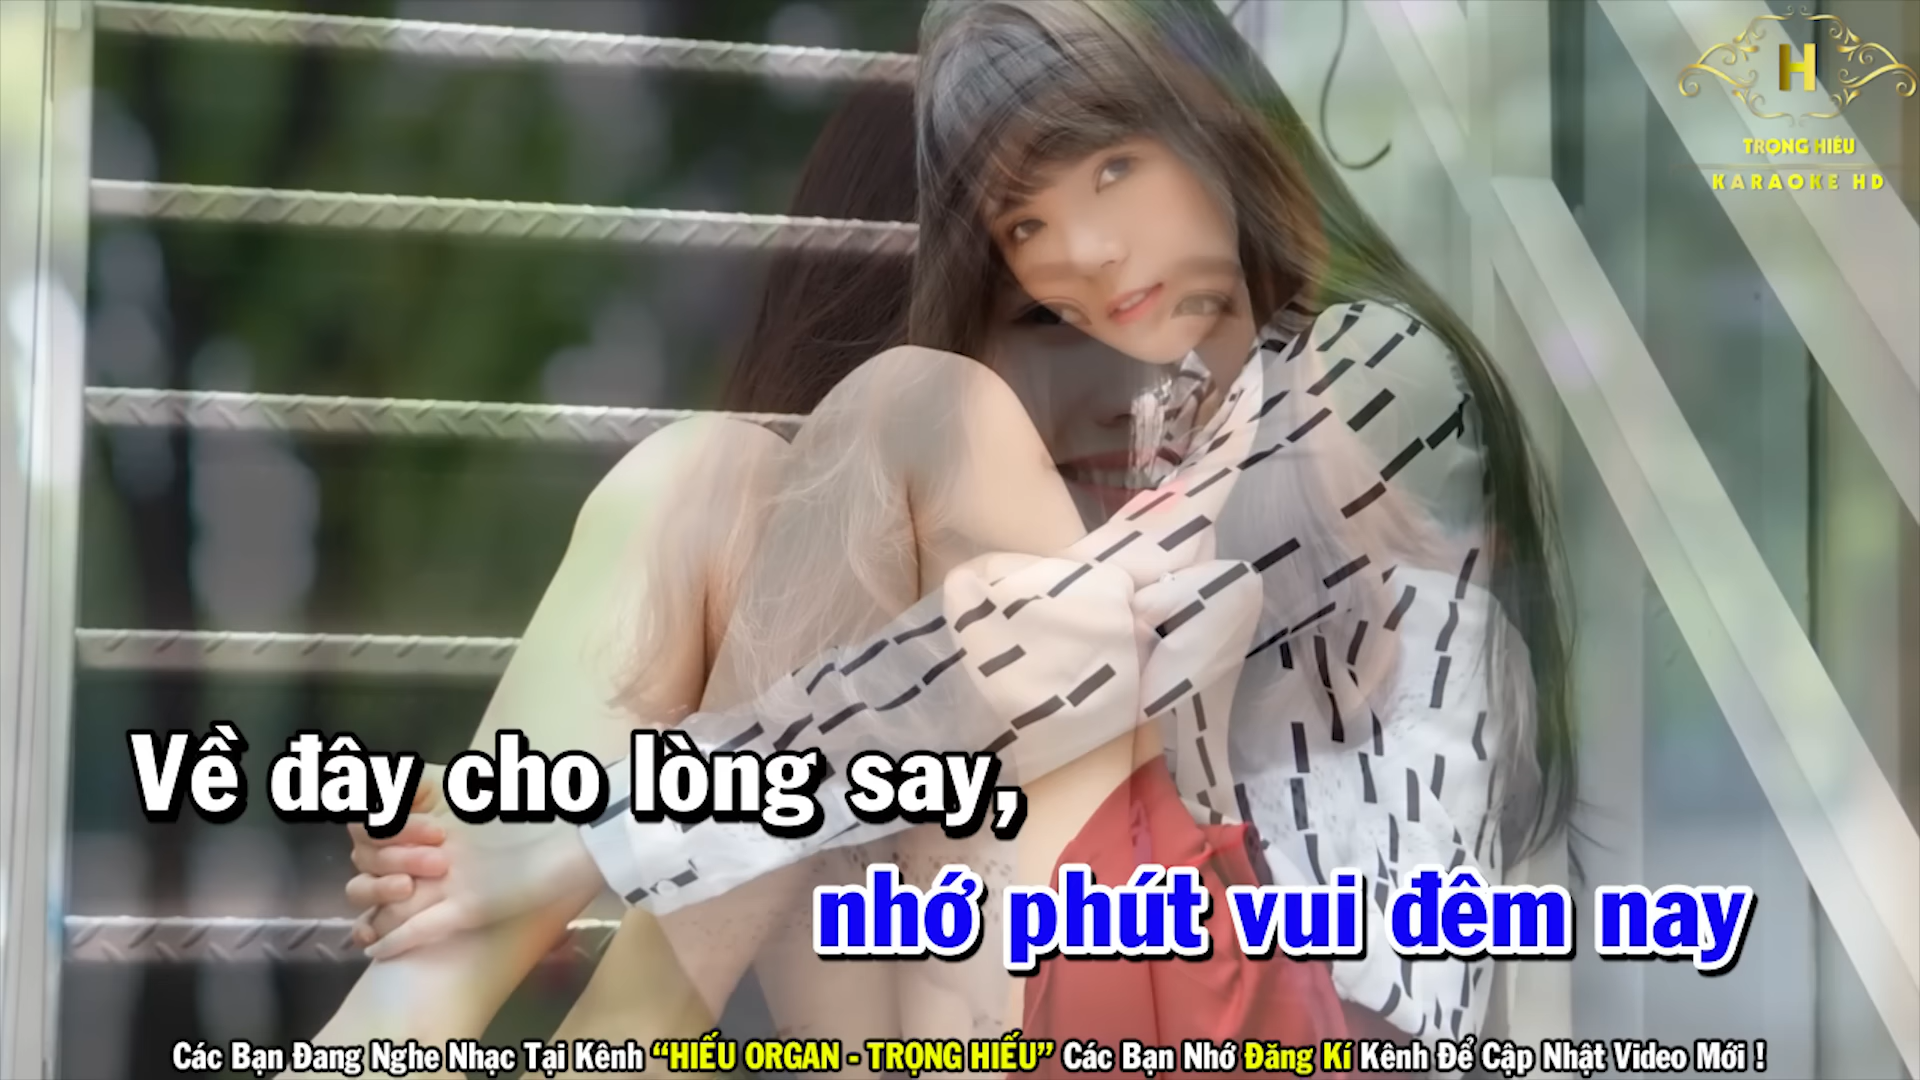 H
TRỌNG HIẾU
KARAOKE HD
Về đây cho lòng say,
nhớ phút vui đêm nay
Các Bạn Đang Nghe Nhạc Tại Kênh “HIẾU ORGAN - TRỌNG HIẾU” Các Bạn Nhớ Đăng Kí Kênh Để Cập Nhật Video Mới !